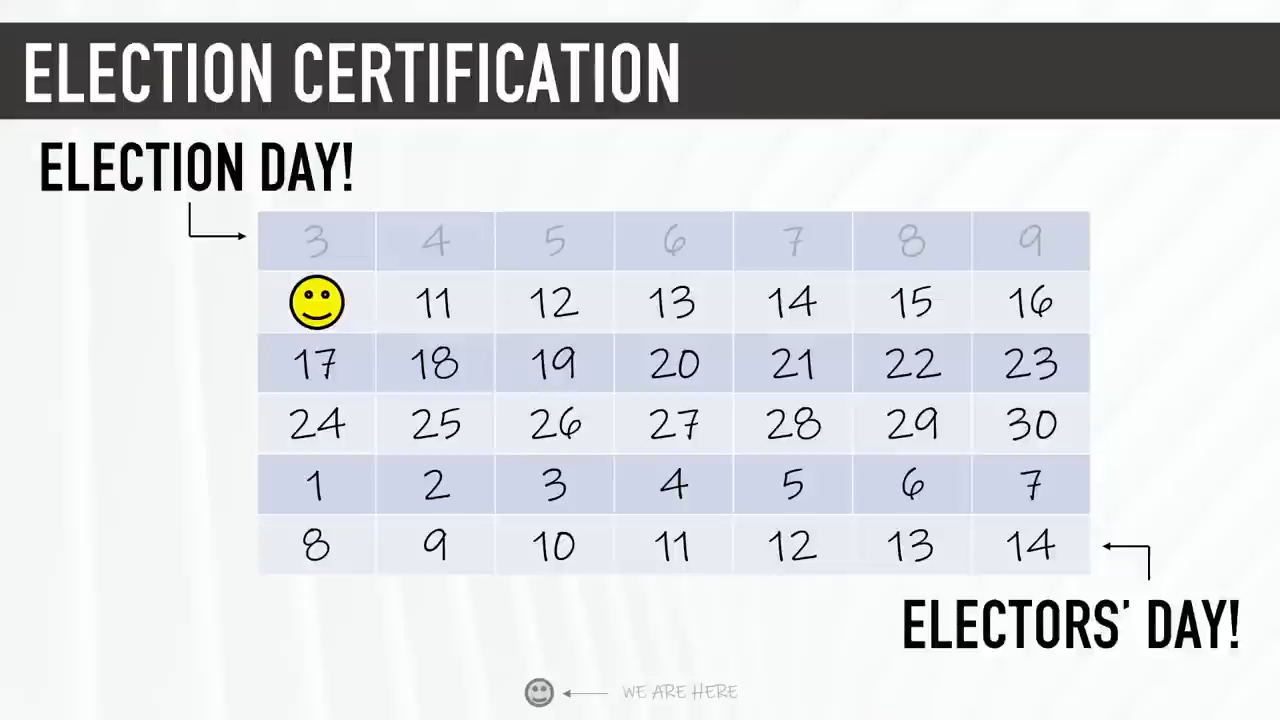 ELECTION CERTIFICATION
ELECTION DAY!
3 4 5 6 7 8 9
11 12 13 14 15 16
17 18 19 20 21 22 23
24 25 26 27 28 29 30
1 2 3 4 5 6 7
8 9 10 11 12 13 14
ELECTORS' DAY!
WE ARE HERE